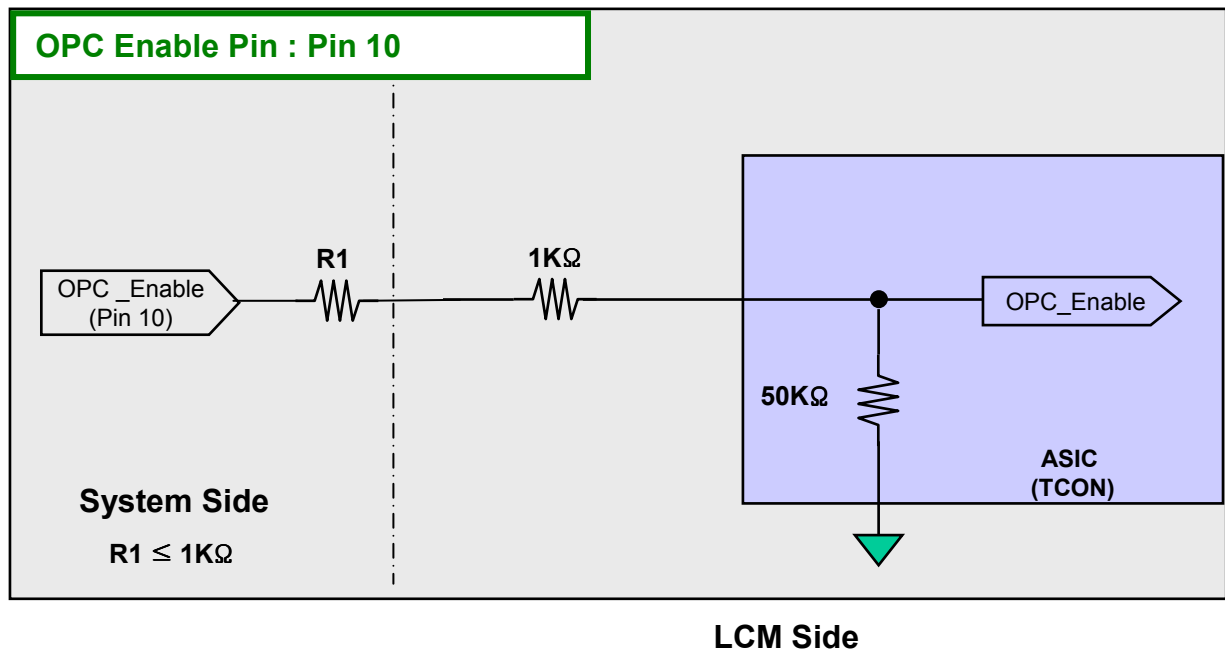 OPC Enable Pin : Pin 10
R1
1KΩ
OPC _Enable
(Pin 10)
OPC_Enable
50KΩ
ASIC
(TCON)
System Side
R1 ≤ 1KΩ
LCM Side